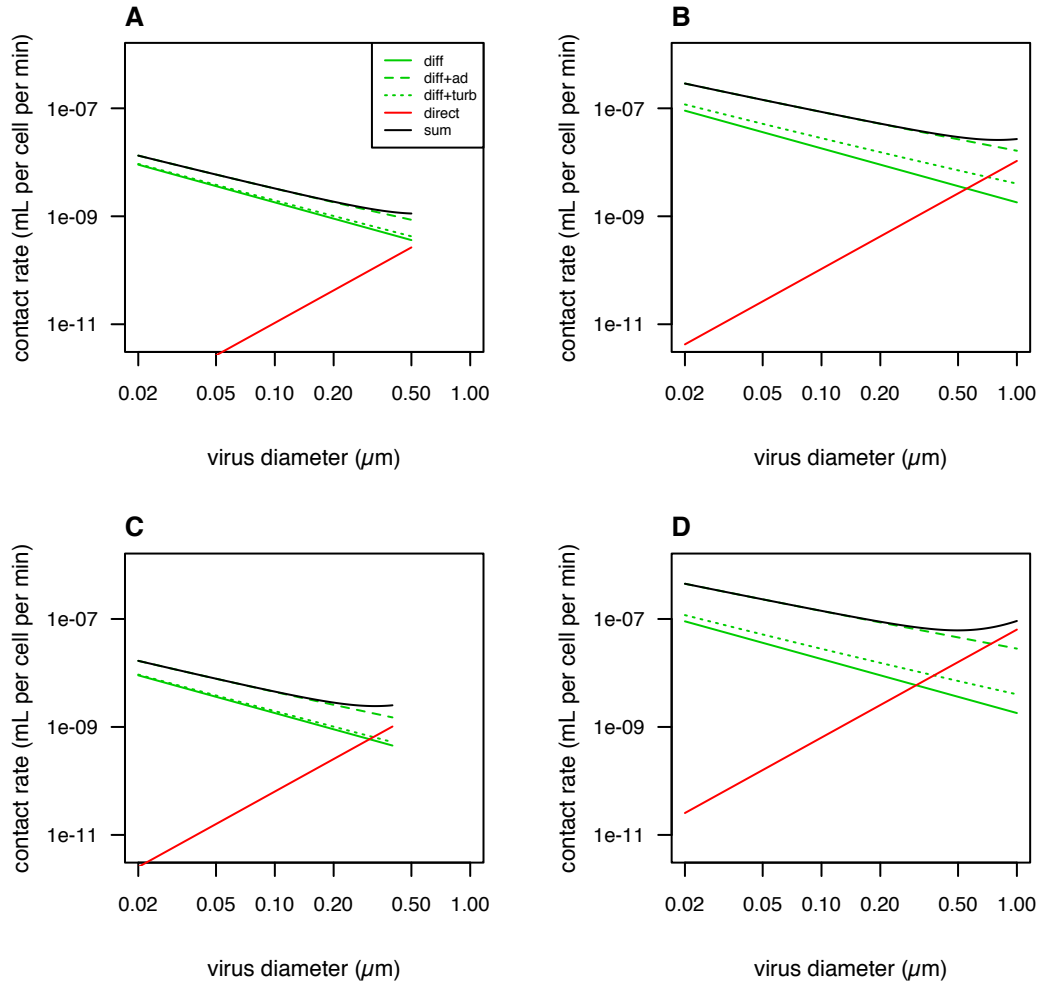 A
contact rate (mL per cell per min)
1e-07
1e-09
1e-11
diff
diff+ad
diff+turb
direct
sum
0.02 0.05 0.10 0.20 0.50 1.00
virus diameter (µm)
B
contact rate (mL per cell per min)
1e-07
1e-09
1e-11
0.02 0.05 0.10 0.20 0.50 1.00
virus diameter (µm)
C
contact rate (mL per cell per min)
1e-07
1e-09
1e-11
0.02 0.05 0.10 0.20 0.50 1.00
virus diameter (µm)
D
contact rate (mL per cell per min)
1e-07
1e-09
1e-11
0.02 0.05 0.10 0.20 0.50 1.00
virus diameter (µm)